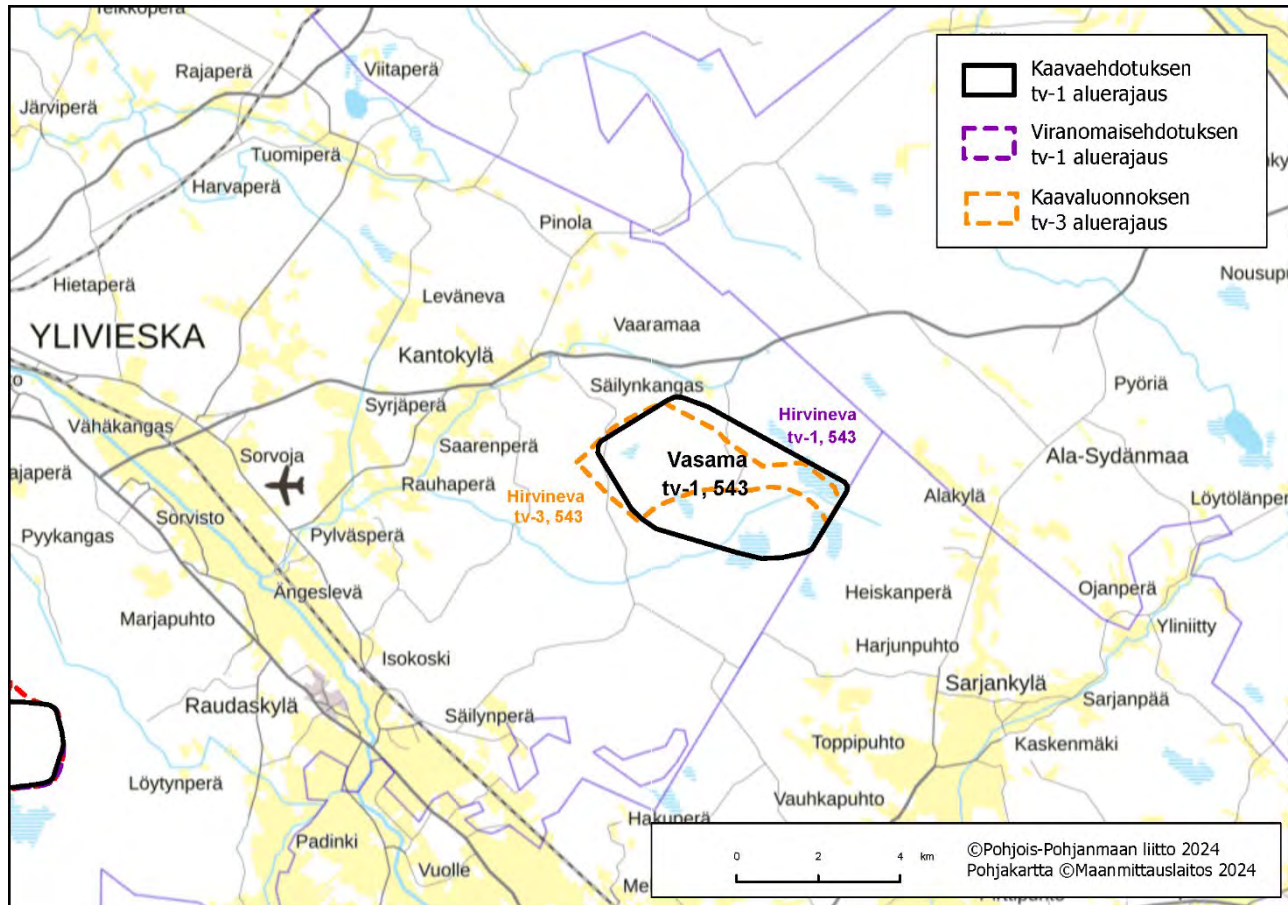 Rajaperä
Viitaperä
Järviperä
Tuomiperä
Harvaperä
Pinola
Hietaperä
Leväneva
Vaaramaa
YLIVIESKA
Kantokylä
Säilynkangas
Pyöriä
Syrjäperä
Vähäkangas
Saarenperä
Hirvineva
tv-1, 543
Sorvoja
Vasama
tv-1, 543
Ala-Sydänmaa
Rauhaperä
Hirvineva
tv-3, 543
Alakylä
Sorvisto
Pylväsperä
Pyykangas
Ängeslevä
Heiskanperä
Ojanperä
Marjapuhto
Yliniitty
Isokoski
Harjunpuhto
Sarjankylä
Sarjanpää
Raudaskylä
Säilynperä
Toppipuhto
Kaskenmäki
Löytynperä
Vauhkapuhto
Hakuperä
Padinki
Vuolle
Kaavaehdotuksen
tv-1 aluerajaus
Viranomaisehdotuksen
tv-1 aluerajaus
Kaavaluonnoksen
tv-3 aluerajaus
0 2 4 km
©Pohjois-Pohjanmaan liitto 2024
Pohjakartta ©Maanmittauslaitos 2024